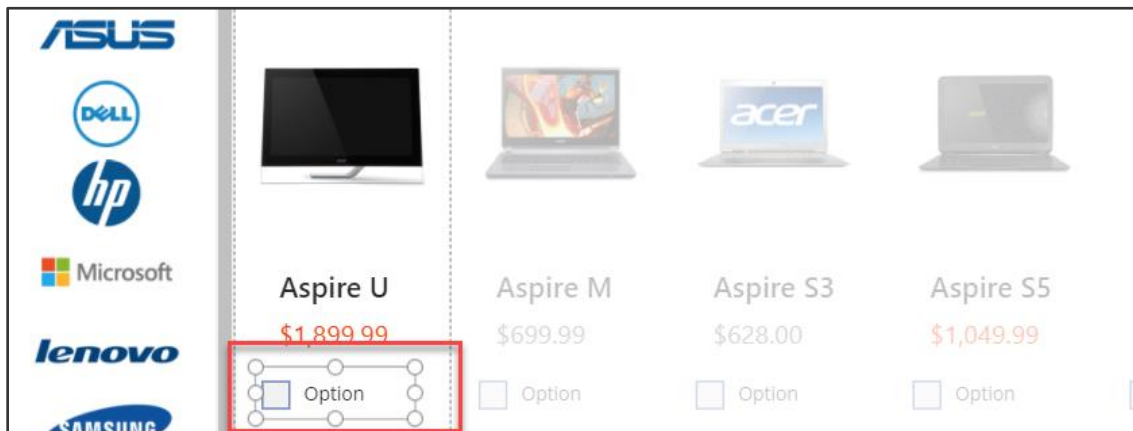 ASUS
DELL
hp
Microsoft
lenovo
SAMSUNG
acer
Aspire U
Aspire M
Aspire S3
Aspire S5
$1,899.99
$699.99
$628.00
$1,049.99
Option
Option
Option
Option